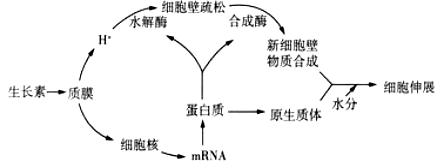 细胞壁疏松
水解酶
合成酶
H⁺
新细胞壁
物质合成
生长素
质膜
蛋白质
原生质体
水分
细胞伸展
细胞核
mRNA